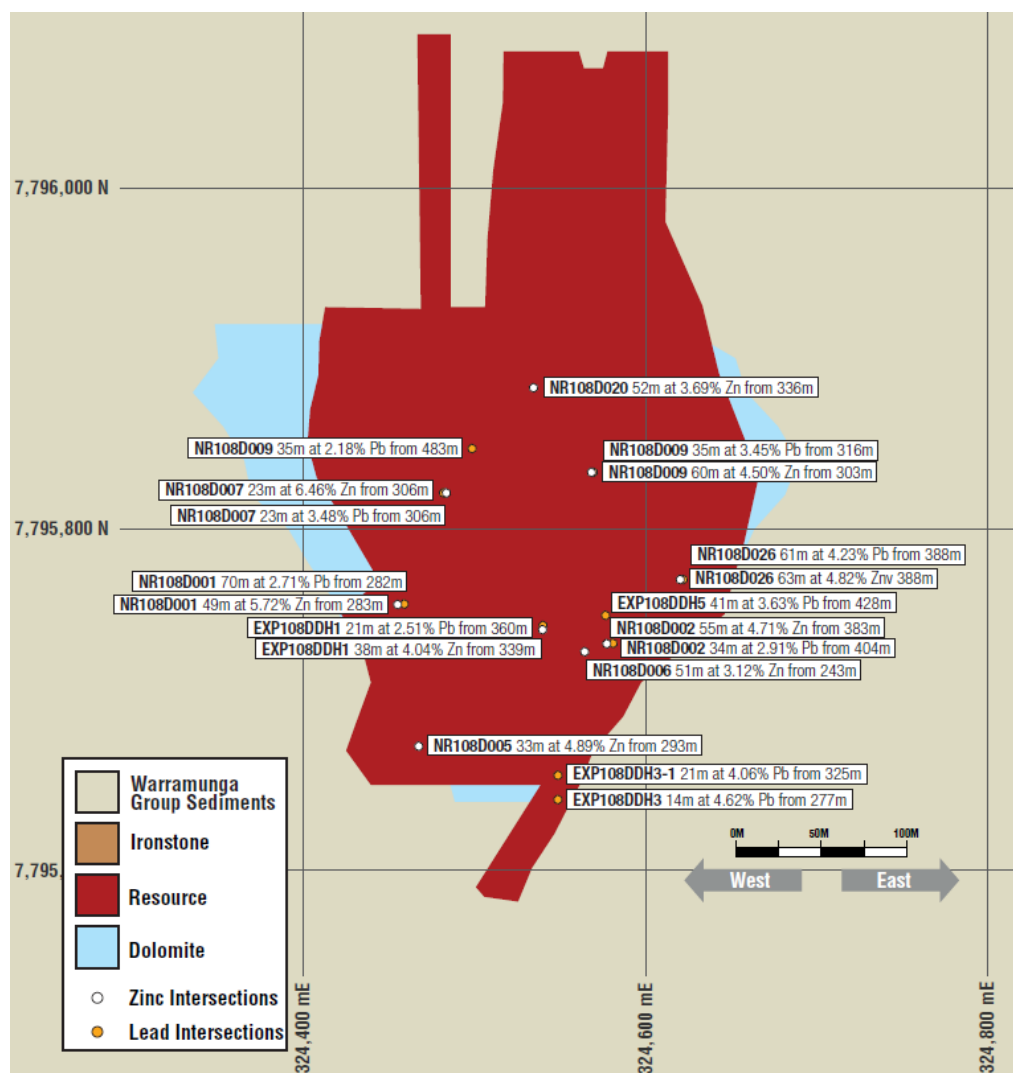 7,796,000 N
NR108D020 52m at 3.69% Zn from 336m
NR108D009 35m at 2.18% Pb from 483m
NR108D009 35m at 3.45% Pb from 316m
NR108D009 60m at 4.50% Zn from 303m
NR108D007 23m at 6.46% Zn from 306m
NR108D007 23m at 3.48% Pb from 306m
7,795,800 N
NR108D026 61m at 4.23% Pb from 388m
NR108D026 63m at 4.82% Znv 388m
NR108D001 70m at 2.71% Pb from 282m
NR108D001 49m at 5.72% Zn from 283m
EXP108DDH5 41m at 3.63% Pb from 428m
EXP108DDH1 21m at 2.51% Pb from 360m
NR108D002 55m at 4.71% Zn from 383m
EXP108DDH1 38m at 4.04% Zn from 339m
NR108D002 34m at 2.91% Pb from 404m
NR108D006 51m at 3.12% Zn from 243m
NR108D005 33m at 4.89% Zn from 293m
EXP108DDH3-1 21m at 4.06% Pb from 325m
EXP108DDH3 14m at 4.62% Pb from 277m
7,795,
0M 50M 100M
West East
Warramunga
Group Sediments
Ironstone
Resource
Dolomite
Zinc Intersections
Lead Intersections
324,400 mE
324,600 mE
324,800 mE